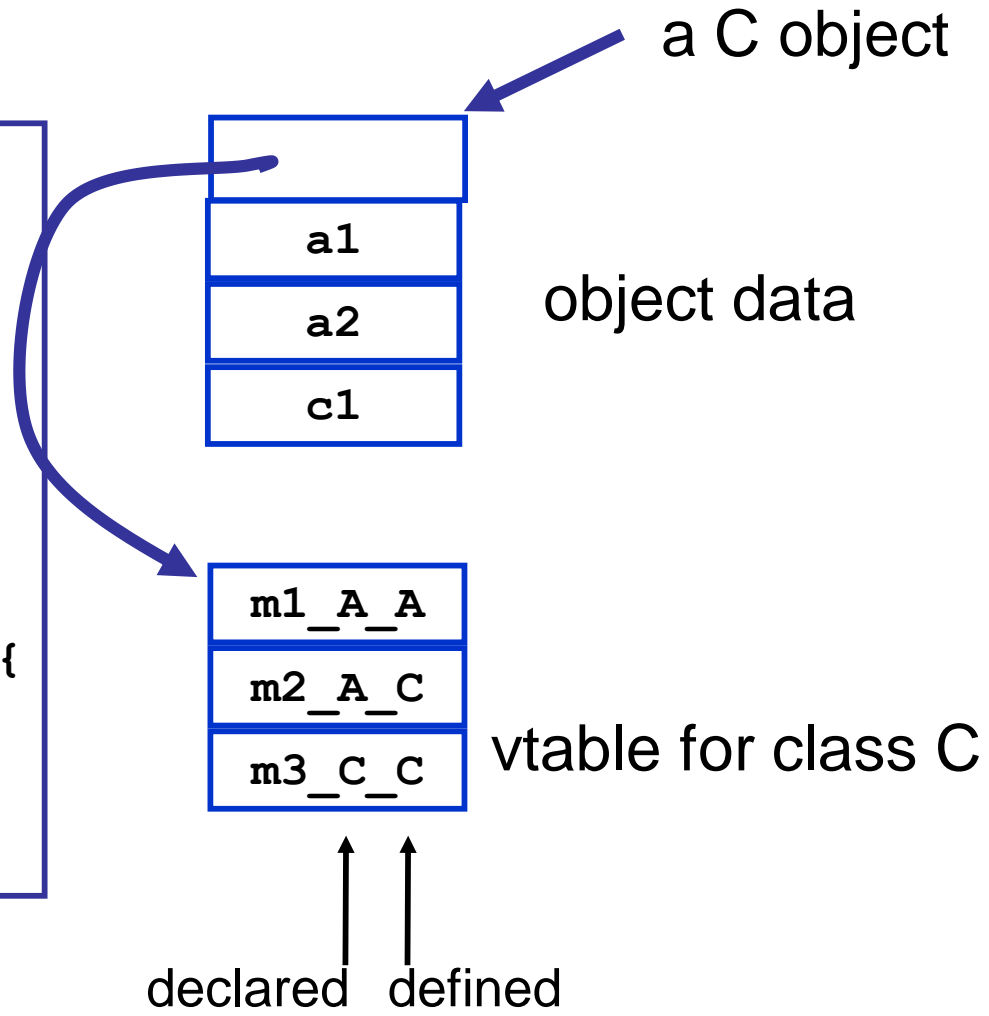 a C object
a1
a2
object data
c1
m1_A_A
{
m2_A_C
vtable for class C
m3_C_C
declared defined